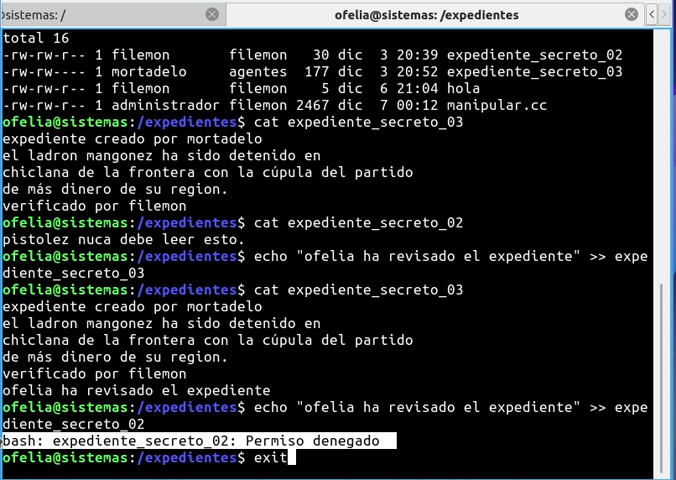 sistemas: /
ofelia@sistemas: /expedientes
total 16
-rw-rw-r-- 1 filemon       filemon   30 dic  3 20:39 expediente_secreto_02
-rw-rw---- 1 mortadelo     agentes  177 dic  3 20:52 expediente_secreto_03
-rw-rw-r-- 1 filemon       filemon    5 dic  6 21:04 hola
-rw-rw-r-- 1 administrador filemon 2467 dic  7 00:12 manipular.cc
ofelia@sistemas:/expedientes$ cat expediente_secreto_03
expediente creado por mortadelo
el ladron mangonez ha sido detenido en
chiclana de la frontera con la cúpula del partido
de más dinero de su region.
verificado por filemon
ofelia@sistemas:/expedientes$ cat expediente_secreto_02
pistolez nuca debe leer esto.
ofelia@sistemas:/expedientes$ echo "ofelia ha revisado el expediente" >> expe
diente_secreto_03
ofelia@sistemas:/expedientes$ cat expediente_secreto_03
expediente creado por mortadelo
el ladron mangonez ha sido detenido en
chiclana de la frontera con la cúpula del partido
de más dinero de su region.
verificado por filemon
ofelia ha revisado el expediente
ofelia@sistemas:/expedientes$ echo "ofelia ha revisado el expediente" >> expe
diente_secreto_02
bash: expediente_secreto_02: Permiso denegado
ofelia@sistemas:/expedientes$ exit